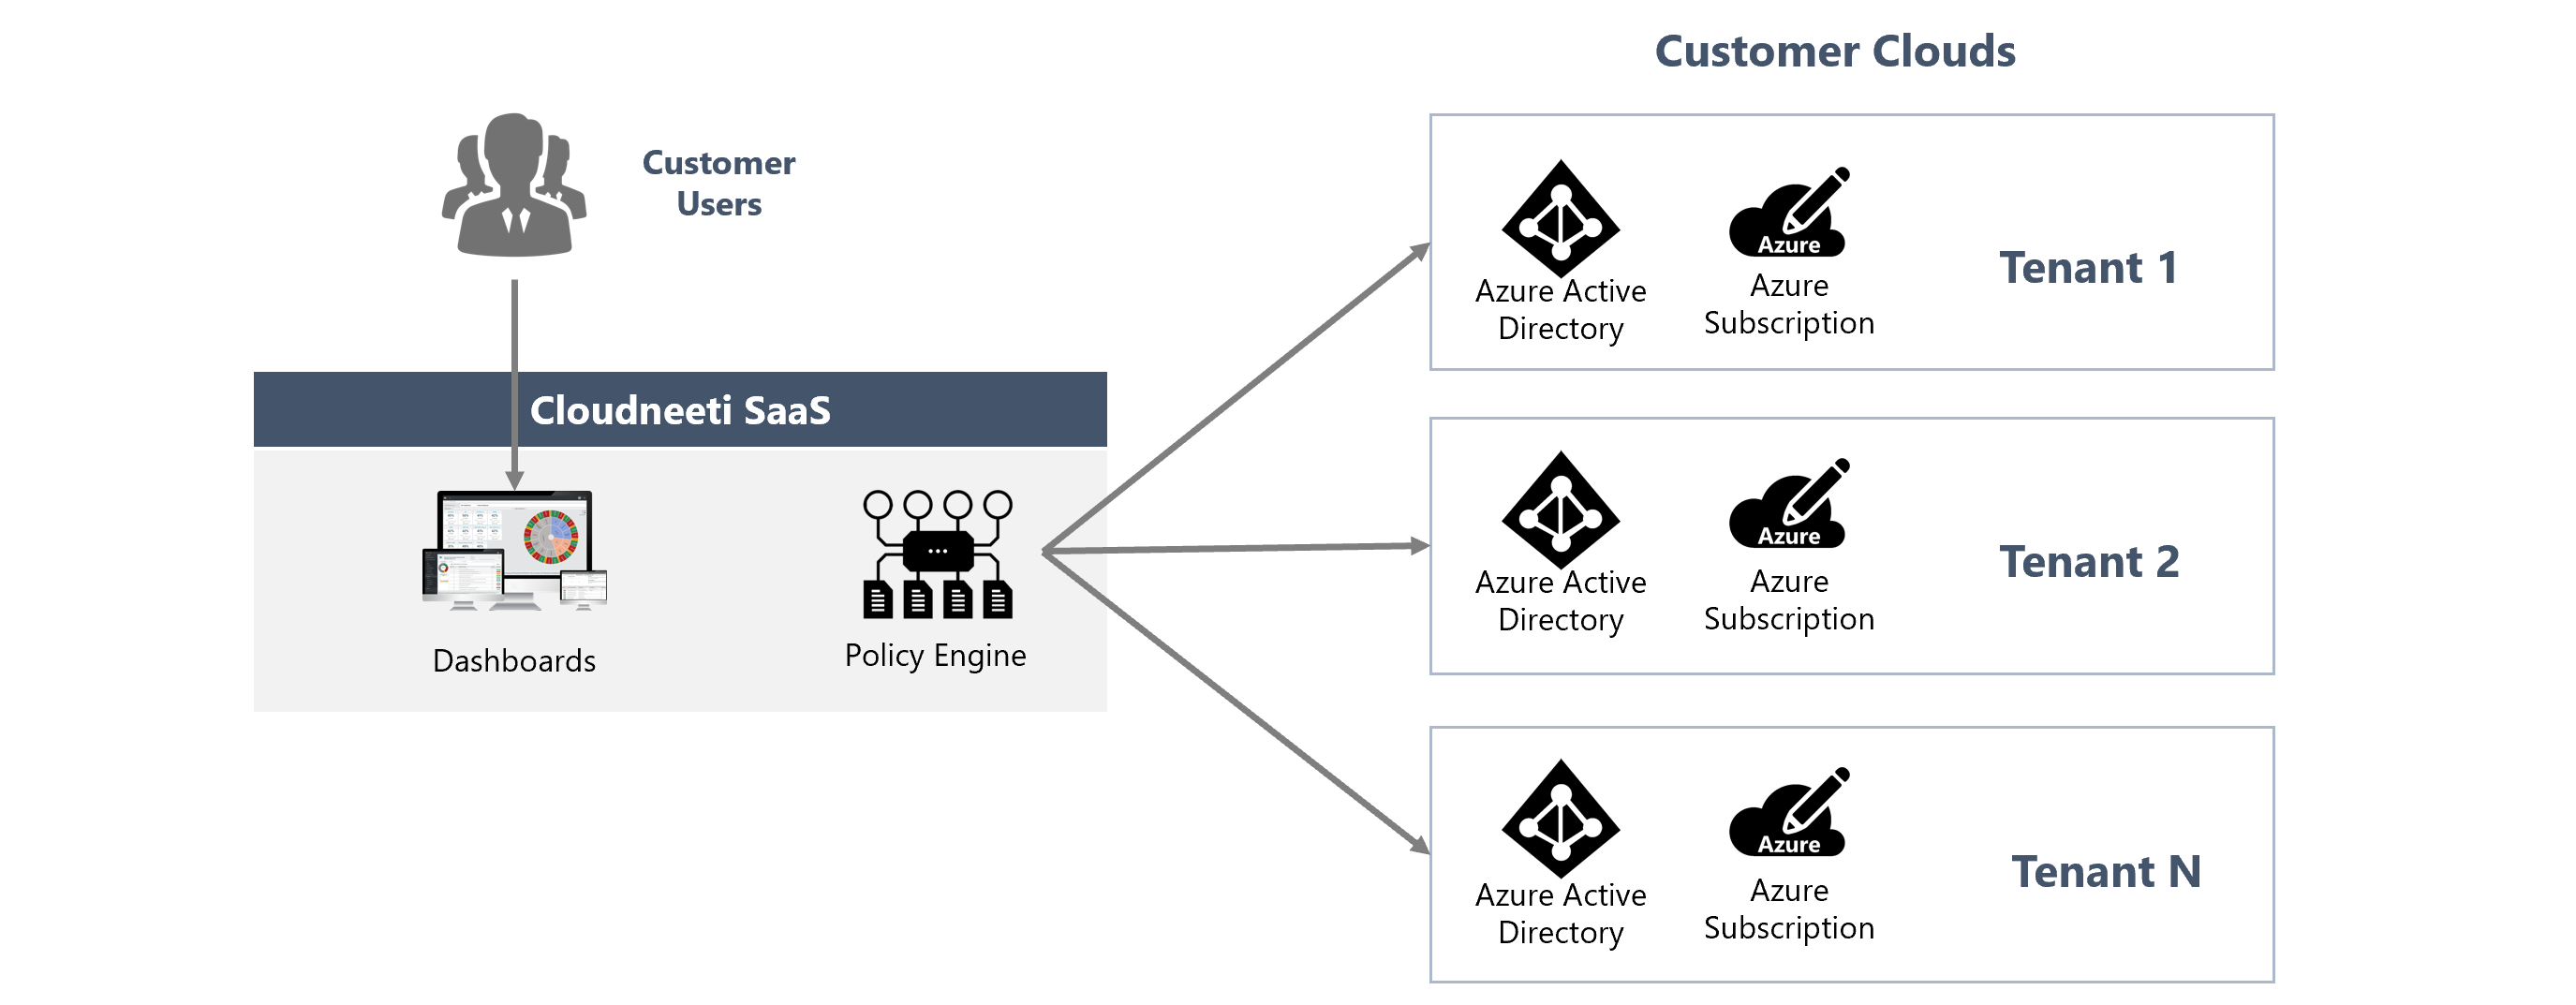 Customer Clouds
Customer
Users
Cloudneeti SaaS
Dashboards
Policy Engine
Azure
Azure Active
Directory
Azure
Subscription
Tenant 1
Azure
Azure Active
Directory
Azure
Subscription
Tenant 2
Azure
Azure Active
Directory
Azure
Subscription
Tenant N